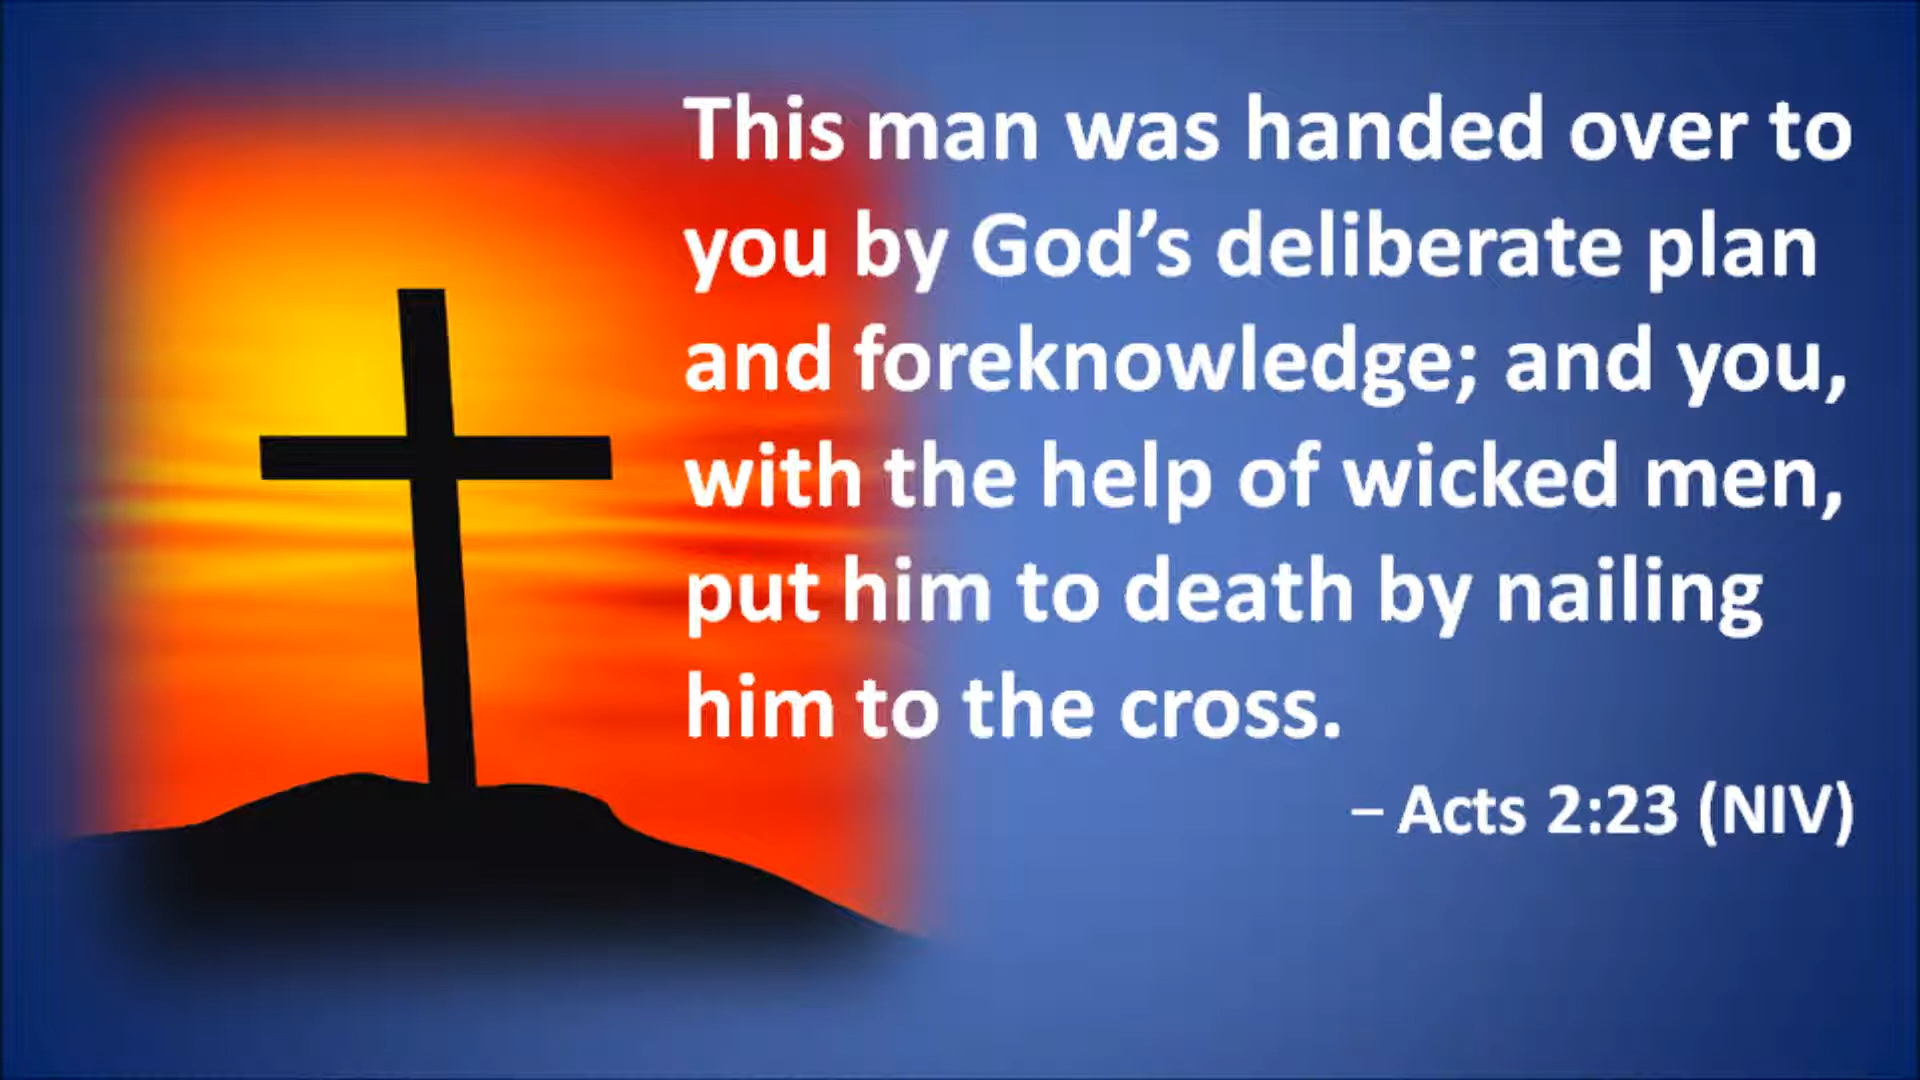 This man was handed over to
you by God’s deliberate plan
and foreknowledge; and you,
with the help of wicked men,
put him to death by nailing
him to the cross.
– Acts 2:23 (NIV)